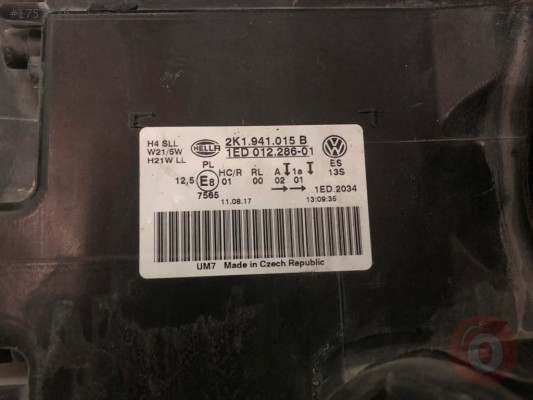 H4 SLL
W21/5W
H21W LL
HELLA
2K1.941.015 B
1ED 012.286-01
PL
HC/R RL A 1a
ES
13S
12,5 E8 01 00 02 01
1ED.2034
7565
11.08.17
13:09:35
UM7 Made in Czech Republic